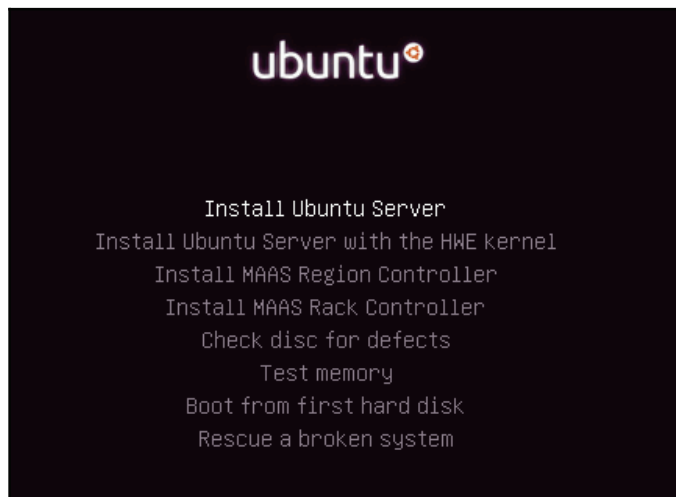 ubuntu
Install Ubuntu Server
Install Ubuntu Server with the HWE kernel
Install MAAS Region Controller
Install MAAS Rack Controller
Check disc for defects
Test memory
Boot from first hard disk
Rescue a broken system